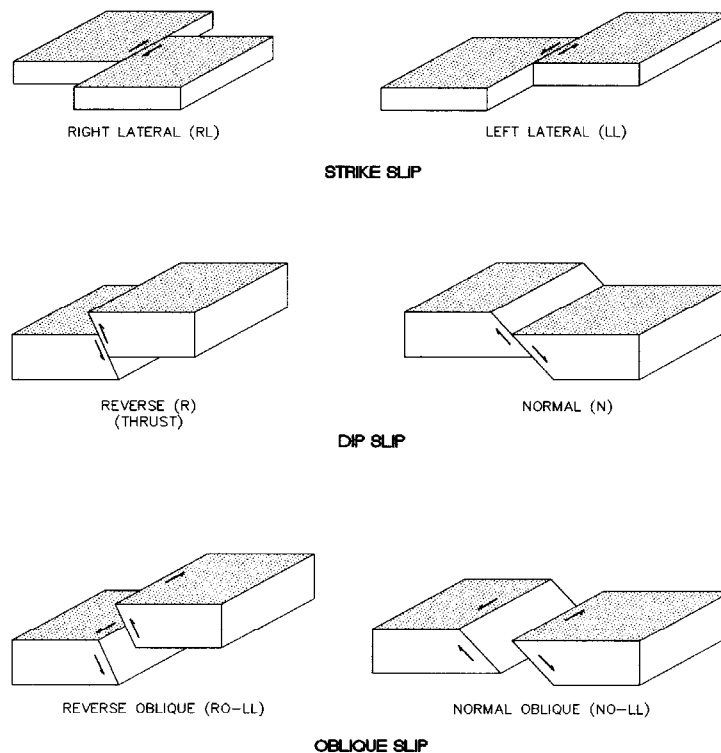 RIGHT LATERAL (RL)
LEFT LATERAL (LL)
STRIKE SLIP
REVERSE (R)
(THRUST)
NORMAL (N)
DIP SLIP
REVERSE OBLIQUE (RO-LL)
NORMAL OBLIQUE (NO-LL)
OBLIQUE SLIP